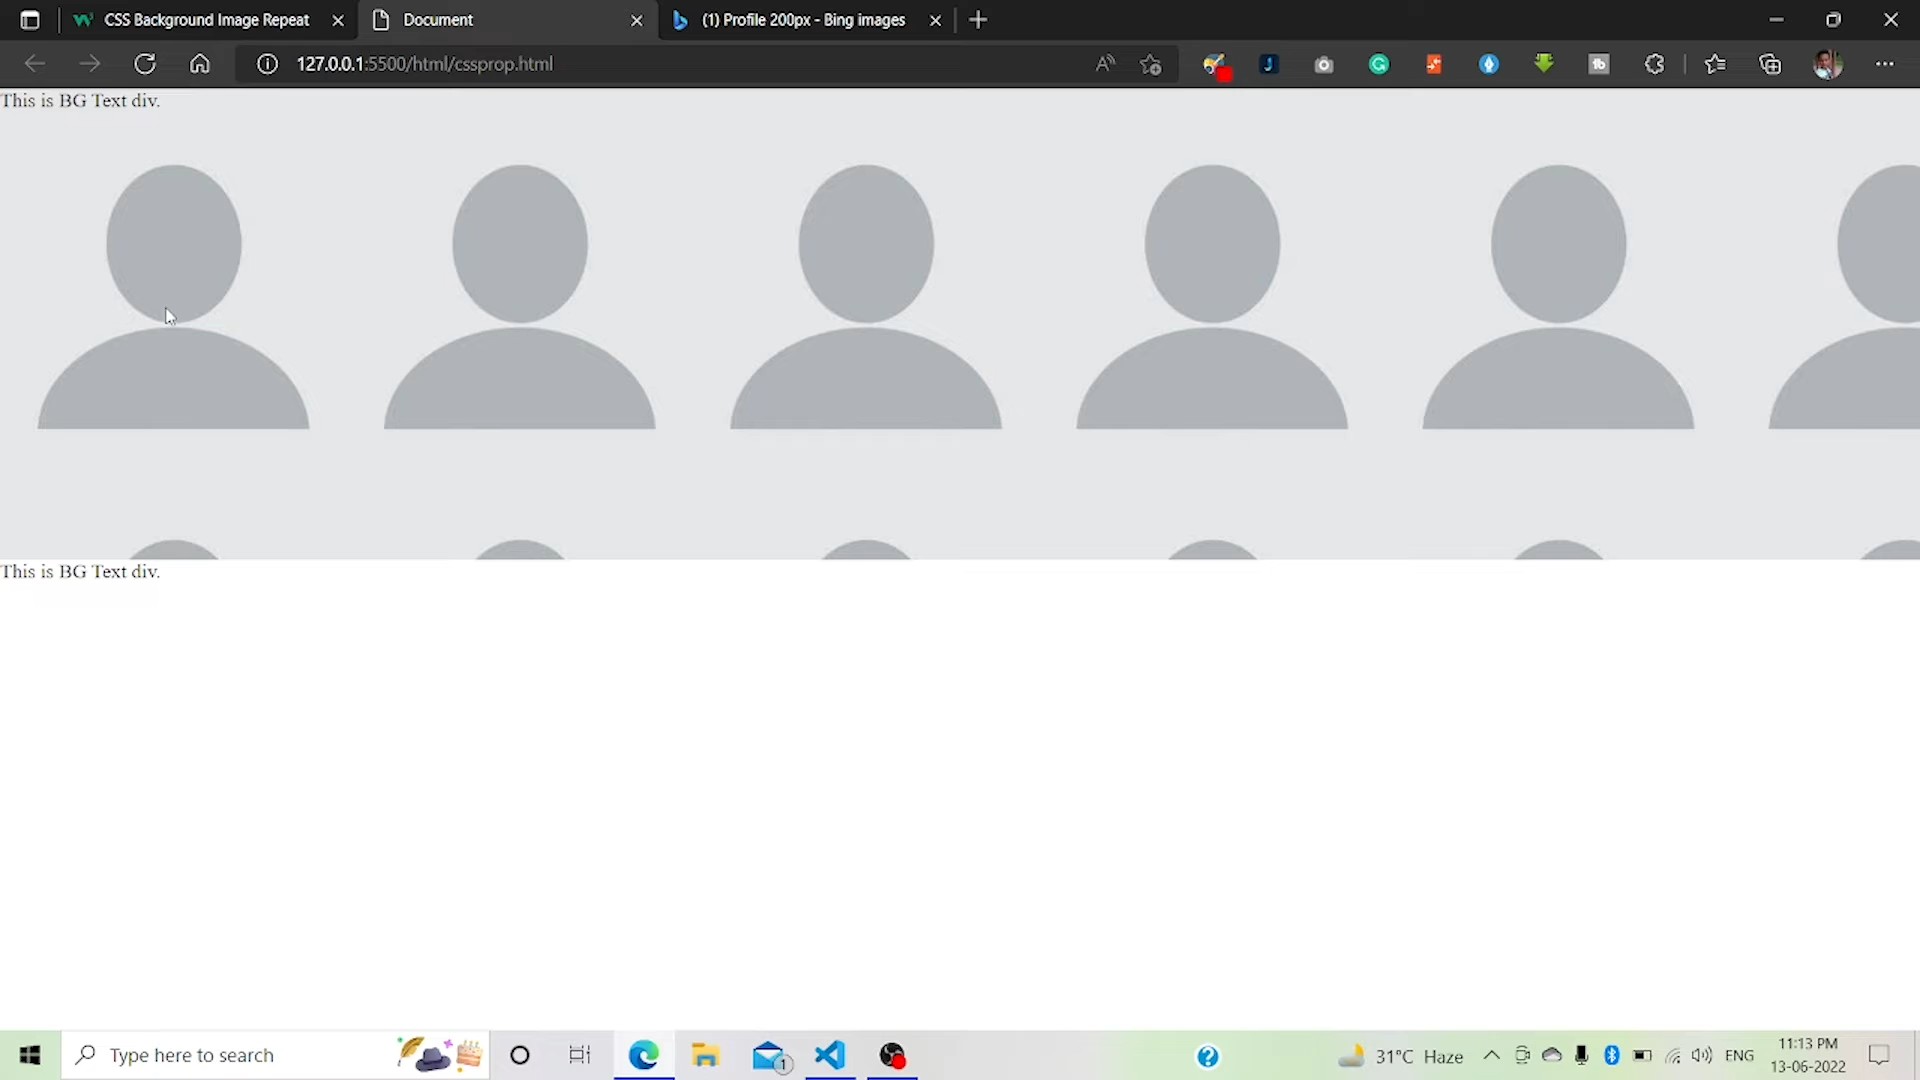 CSS Background Image Repeat
Document
(1) Profile 200px - Bing images
127.0.0.1:5500/html/cssprop.html
This is BG Text div.
This is BG Text div.
Type here to search
1
31°C Haze
ENG
11:13 PM
13-06-2022